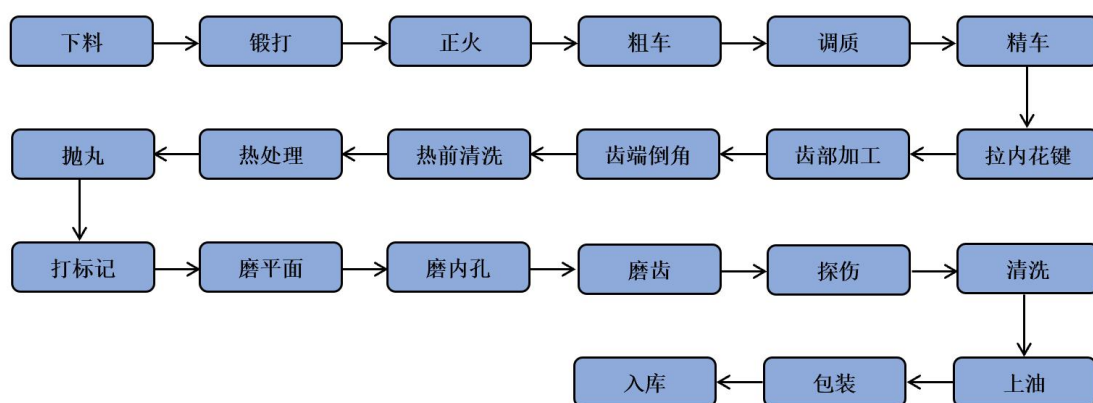 下料 锻打 正火 粗车 调质 精车
抛丸 热处理 热前清洗 齿端倒角 齿部加工 拉内花键
打标记 磨平面 磨内孔 磨齿 探伤 清洗
入库 包装 上油